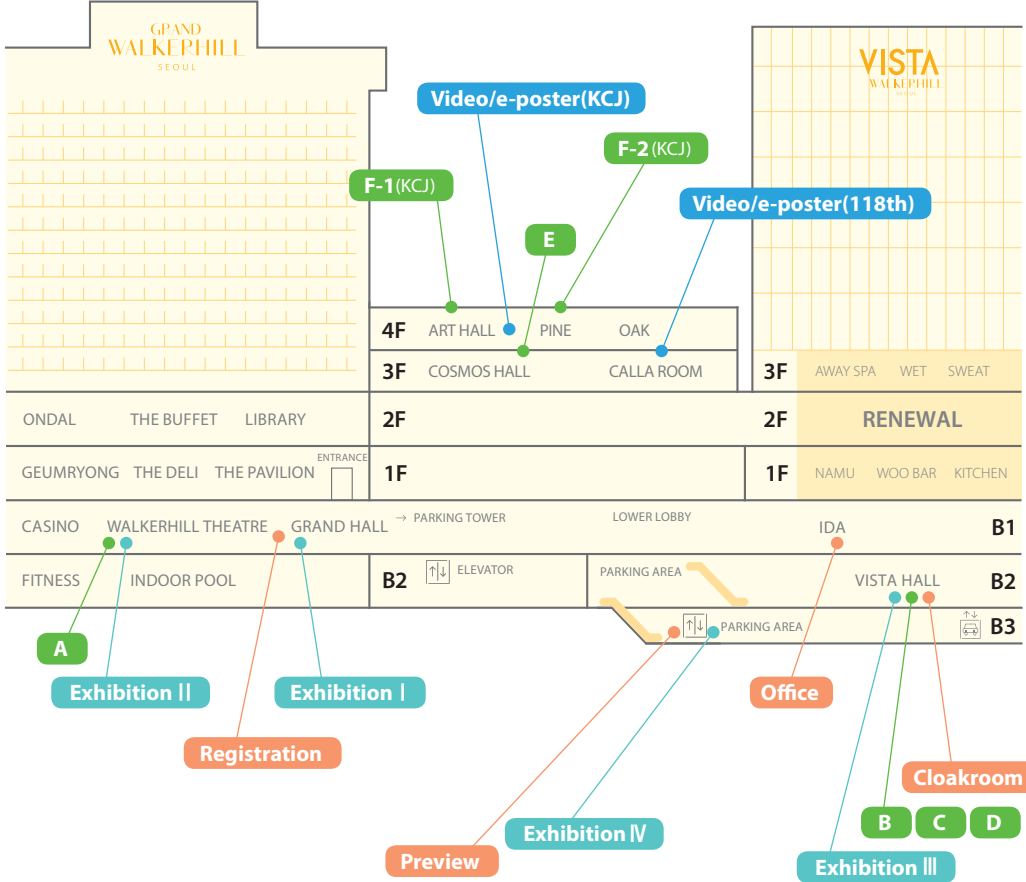 GRAND
WALKERHILL
SEOUL
VISTA
WALKERHILL
SEOUL
Video/e-poster(KCJ)
F-2 (KCJ)
F-1(KCJ)
Video/e-poster(118th)
E
4F ART HALL PINE OAK
3F COSMOS HALL CALLA ROOM
3F AWAY SPA WET SWEAT
ONDAL THE BUFFET LIBRARY 2F 2F RENEWAL
ENTRANCE
GEUMRYONG THE DELI THE PAVILION 1F 1F NAMU WOO BAR KITCHEN
CASINO WALKERHILL THEATRE GRAND HALL → PARKING TOWER LOWER LOBBY IDA B1
FITNESS INDOOR POOL B2 ELEVATOR PARKING AREA VISTA HALL B2
PARKING AREA B3
A
Exhibition II
Exhibition I
Office
Registration
Cloakroom
B C D
Exhibition IV
Preview
Exhibition III